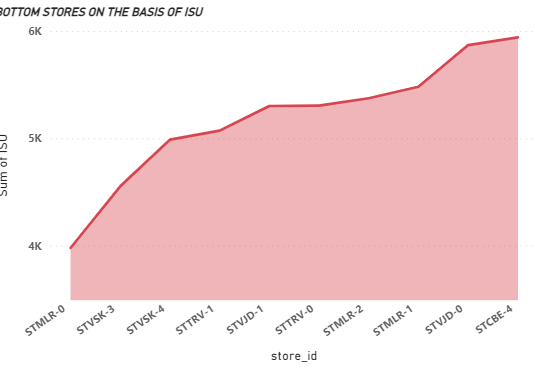 BOTTOM STORES ON THE BASIS OF ISU
6K
5K
4K
Sum of ISU
STMLR-0
STVSK-3
STVSK-4
STTRV-1
STVJD-1
STTRV-0
STMLR-2
STMLR-1
STVJD-0
STCBE-4
store_id